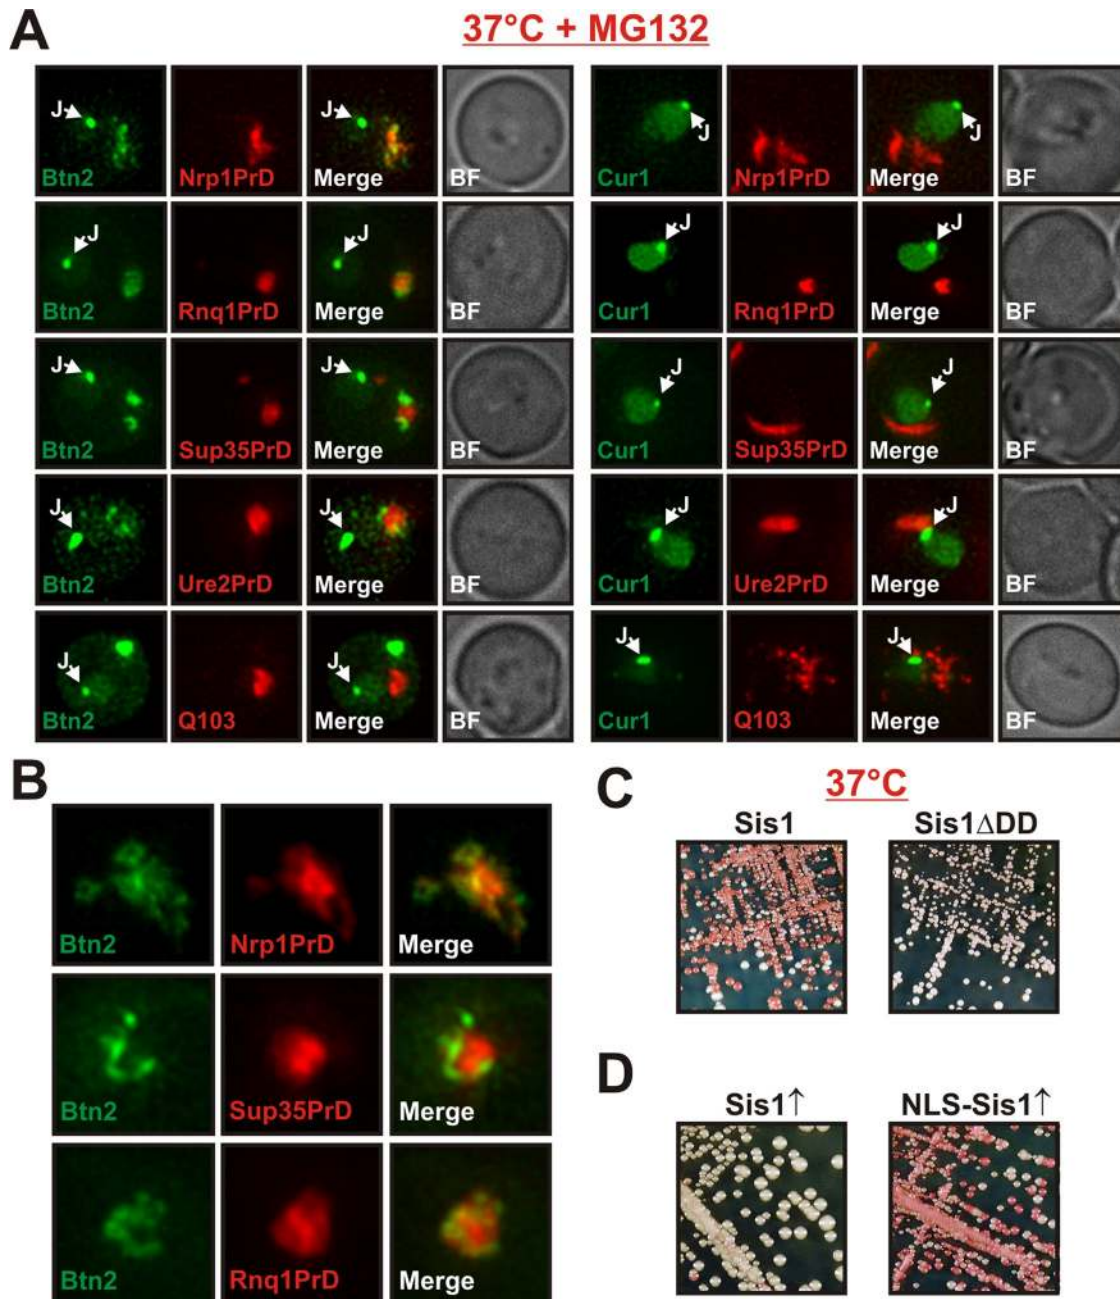 A
37°C + MG132
J
Btn2
Nrp1PrD
Merge
J
BF
Cur1
J
Nrp1PrD
Merge
J
BF
Btn2
J
Rnq1PrD
Merge
J
BF
Cur1
J
Rnq1PrD
Merge
J
BF
Btn2
J
Sup35PrD
Merge
J
BF
Cur1
J
Sup35PrD
Merge
J
BF
Btn2
J
Ure2PrD
Merge
J
BF
Cur1
J
Ure2PrD
Merge
J
BF
Btn2
J
Q103
Merge
J
BF
Cur1
J
Q103
Merge
J
BF
B
Btn2
Nrp1PrD
Merge
Btn2
Sup35PrD
Merge
Btn2
Rnq1PrD
Merge
C
37°C
Sis1
Sis1ΔDD
D
Sis1↑
NLS-Sis1↑